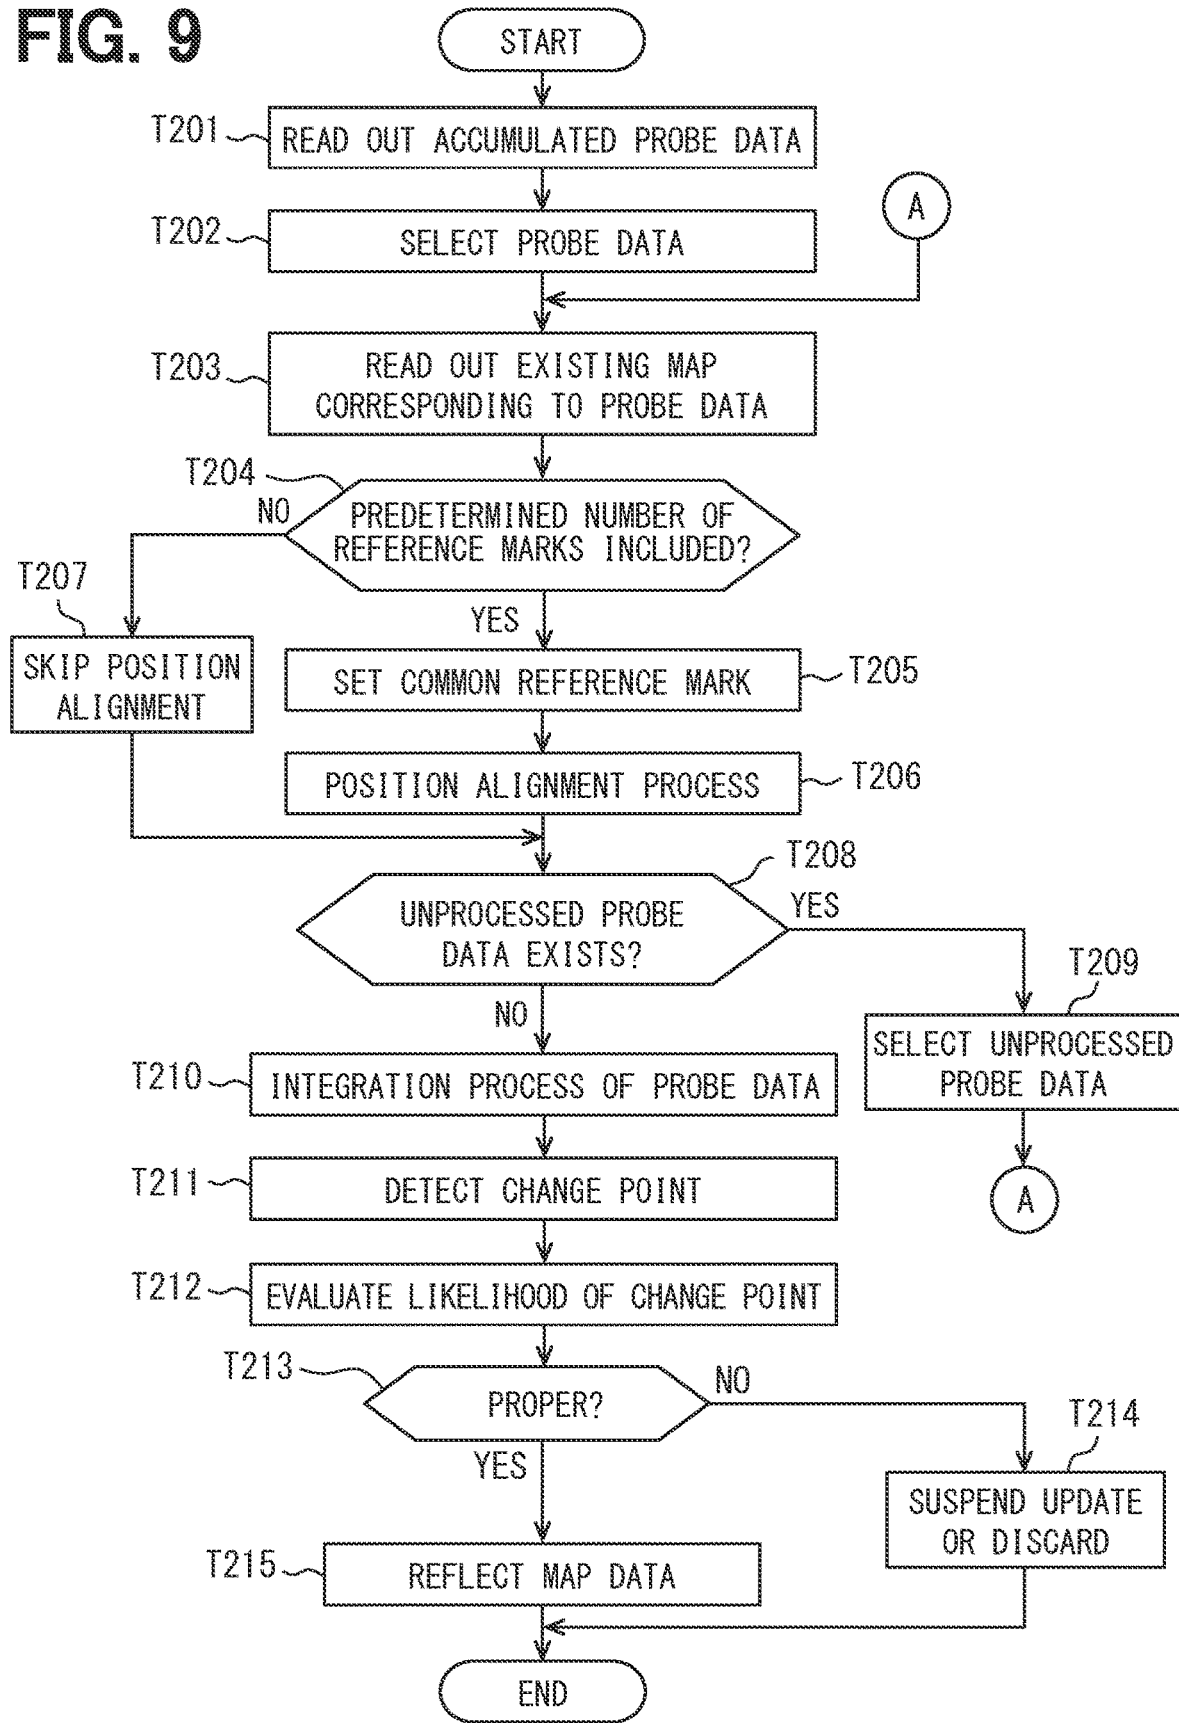 FIG. 9
START
T201
READ OUT ACCUMULATED PROBE DATA
A
T202
SELECT PROBE DATA
T203
READ OUT EXISTING MAP
CORRESPONDING TO PROBE DATA
T204
NO
PREDETERMINED NUMBER OF
REFERENCE MARKS INCLUDED?
T207
YES
SKIP POSITION
ALIGNMENT
SET COMMON REFERENCE MARK
T205
POSITION ALIGNMENT PROCESS
T206
T208
UNPROCESSED PROBE
DATA EXISTS?
YES
T209
NO
SELECT UNPROCESSED
PROBE DATA
T210
INTEGRATION PROCESS OF PROBE DATA
T211
DETECT CHANGE POINT
A
T212
EVALUATE LIKELIHOOD OF CHANGE POINT
T213
PROPER?
NO
T214
YES
SUSPEND UPDATE
OR DISCARD
T215
REFLECT MAP DATA
END